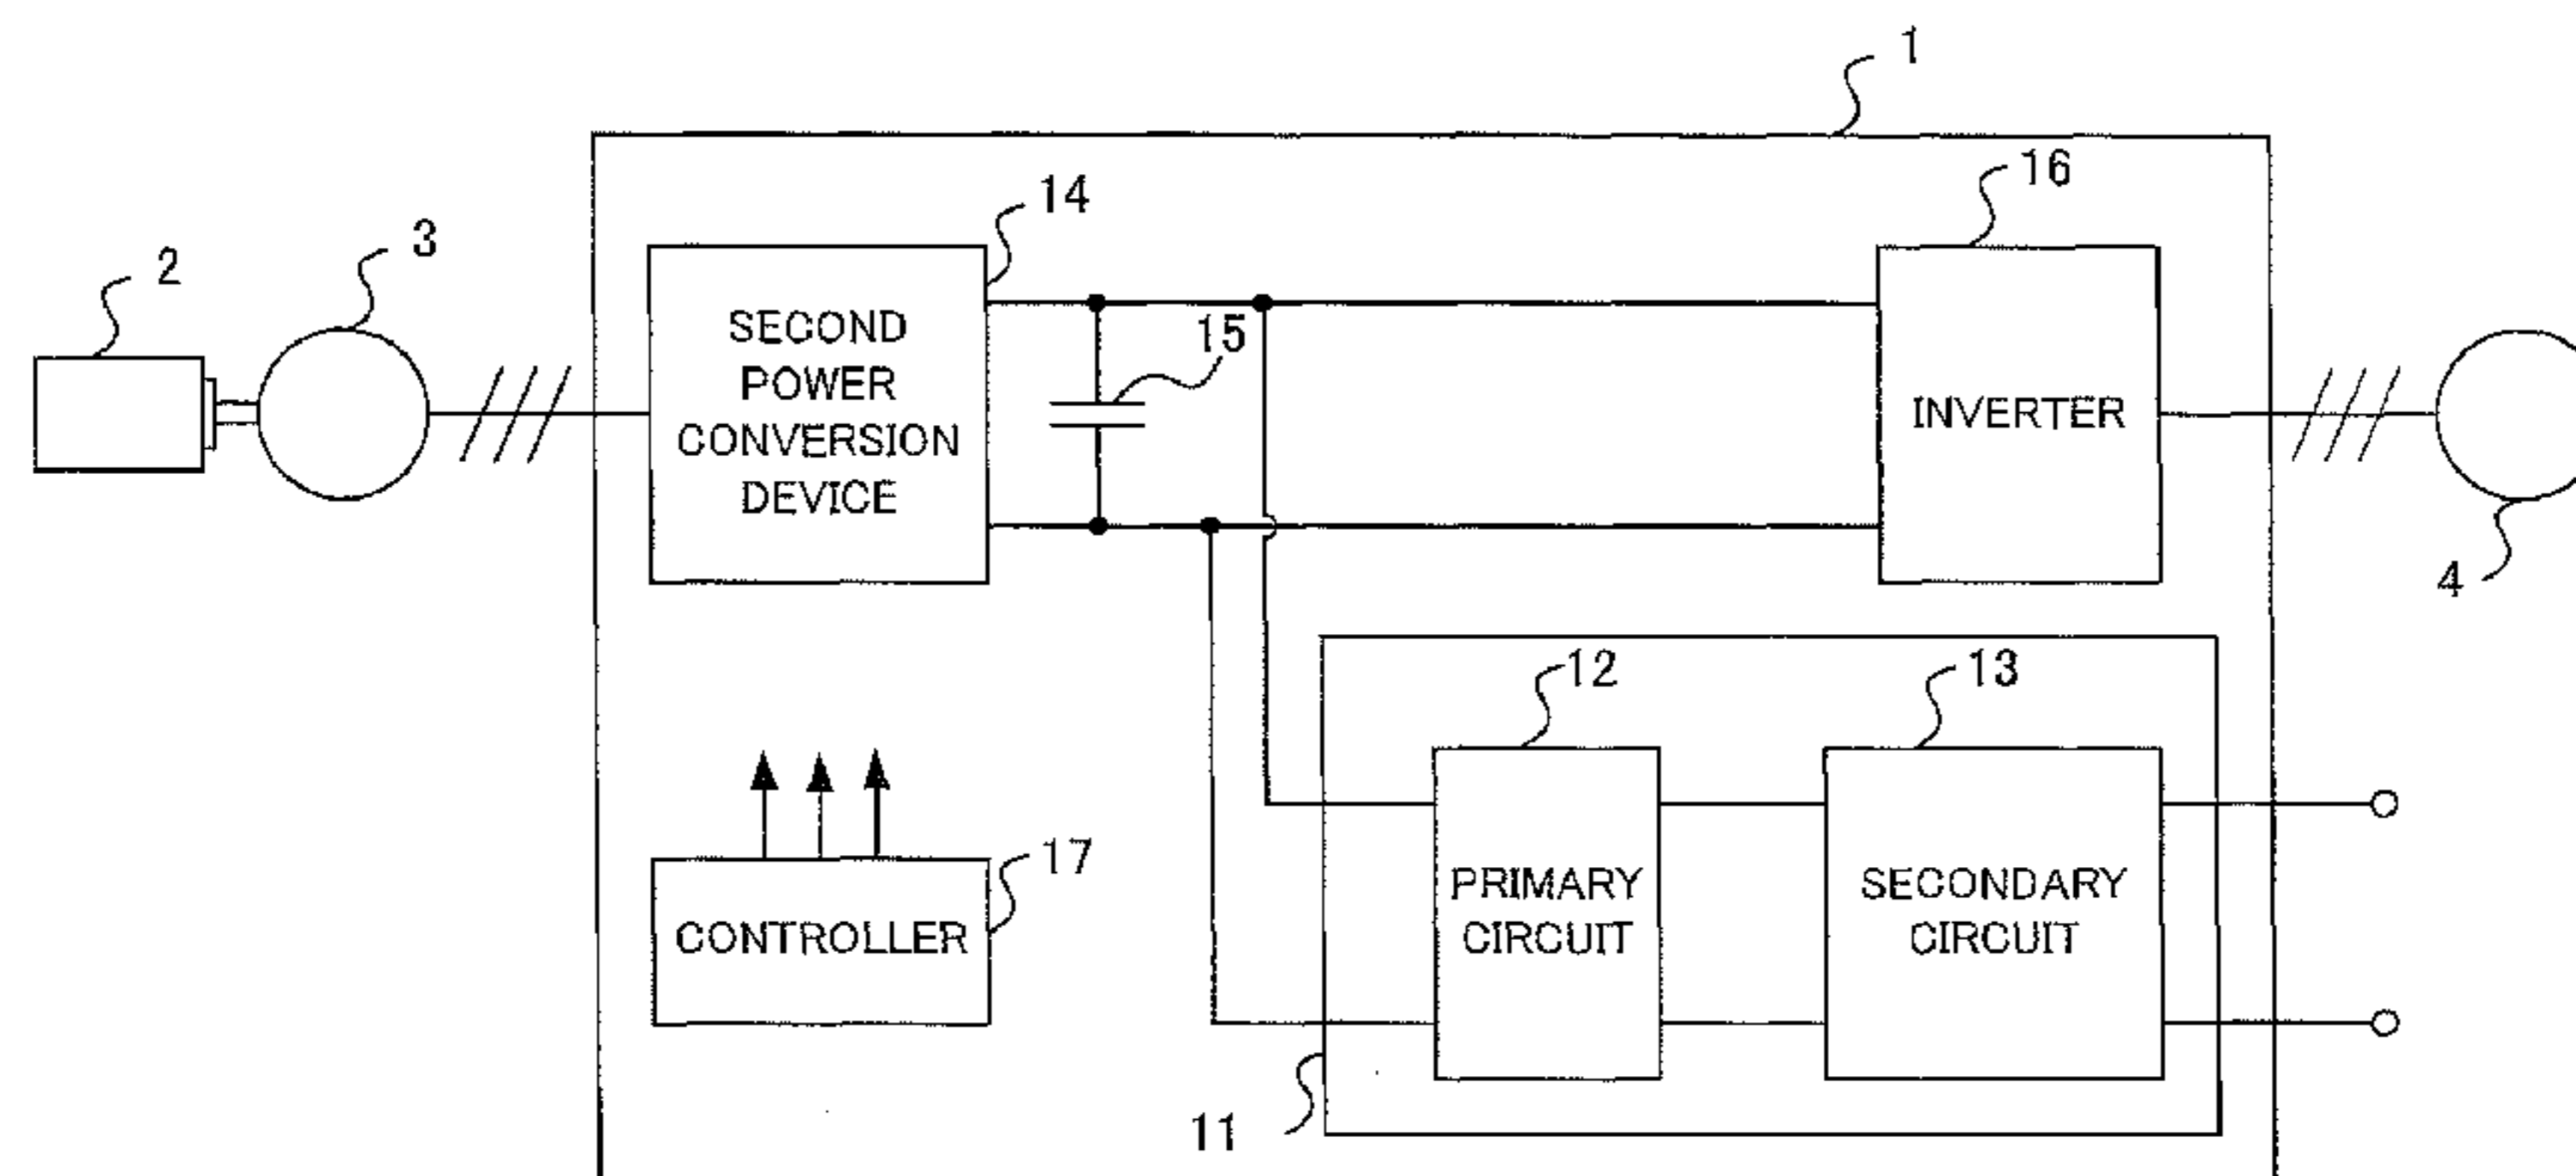 1
16
14
3
2
SECOND
POWER
CONVERSION
DEVICE
15
INVERTER
4
12
13
17
CONTROLLER
PRIMARY
CIRCUIT
SECONDARY
CIRCUIT
11